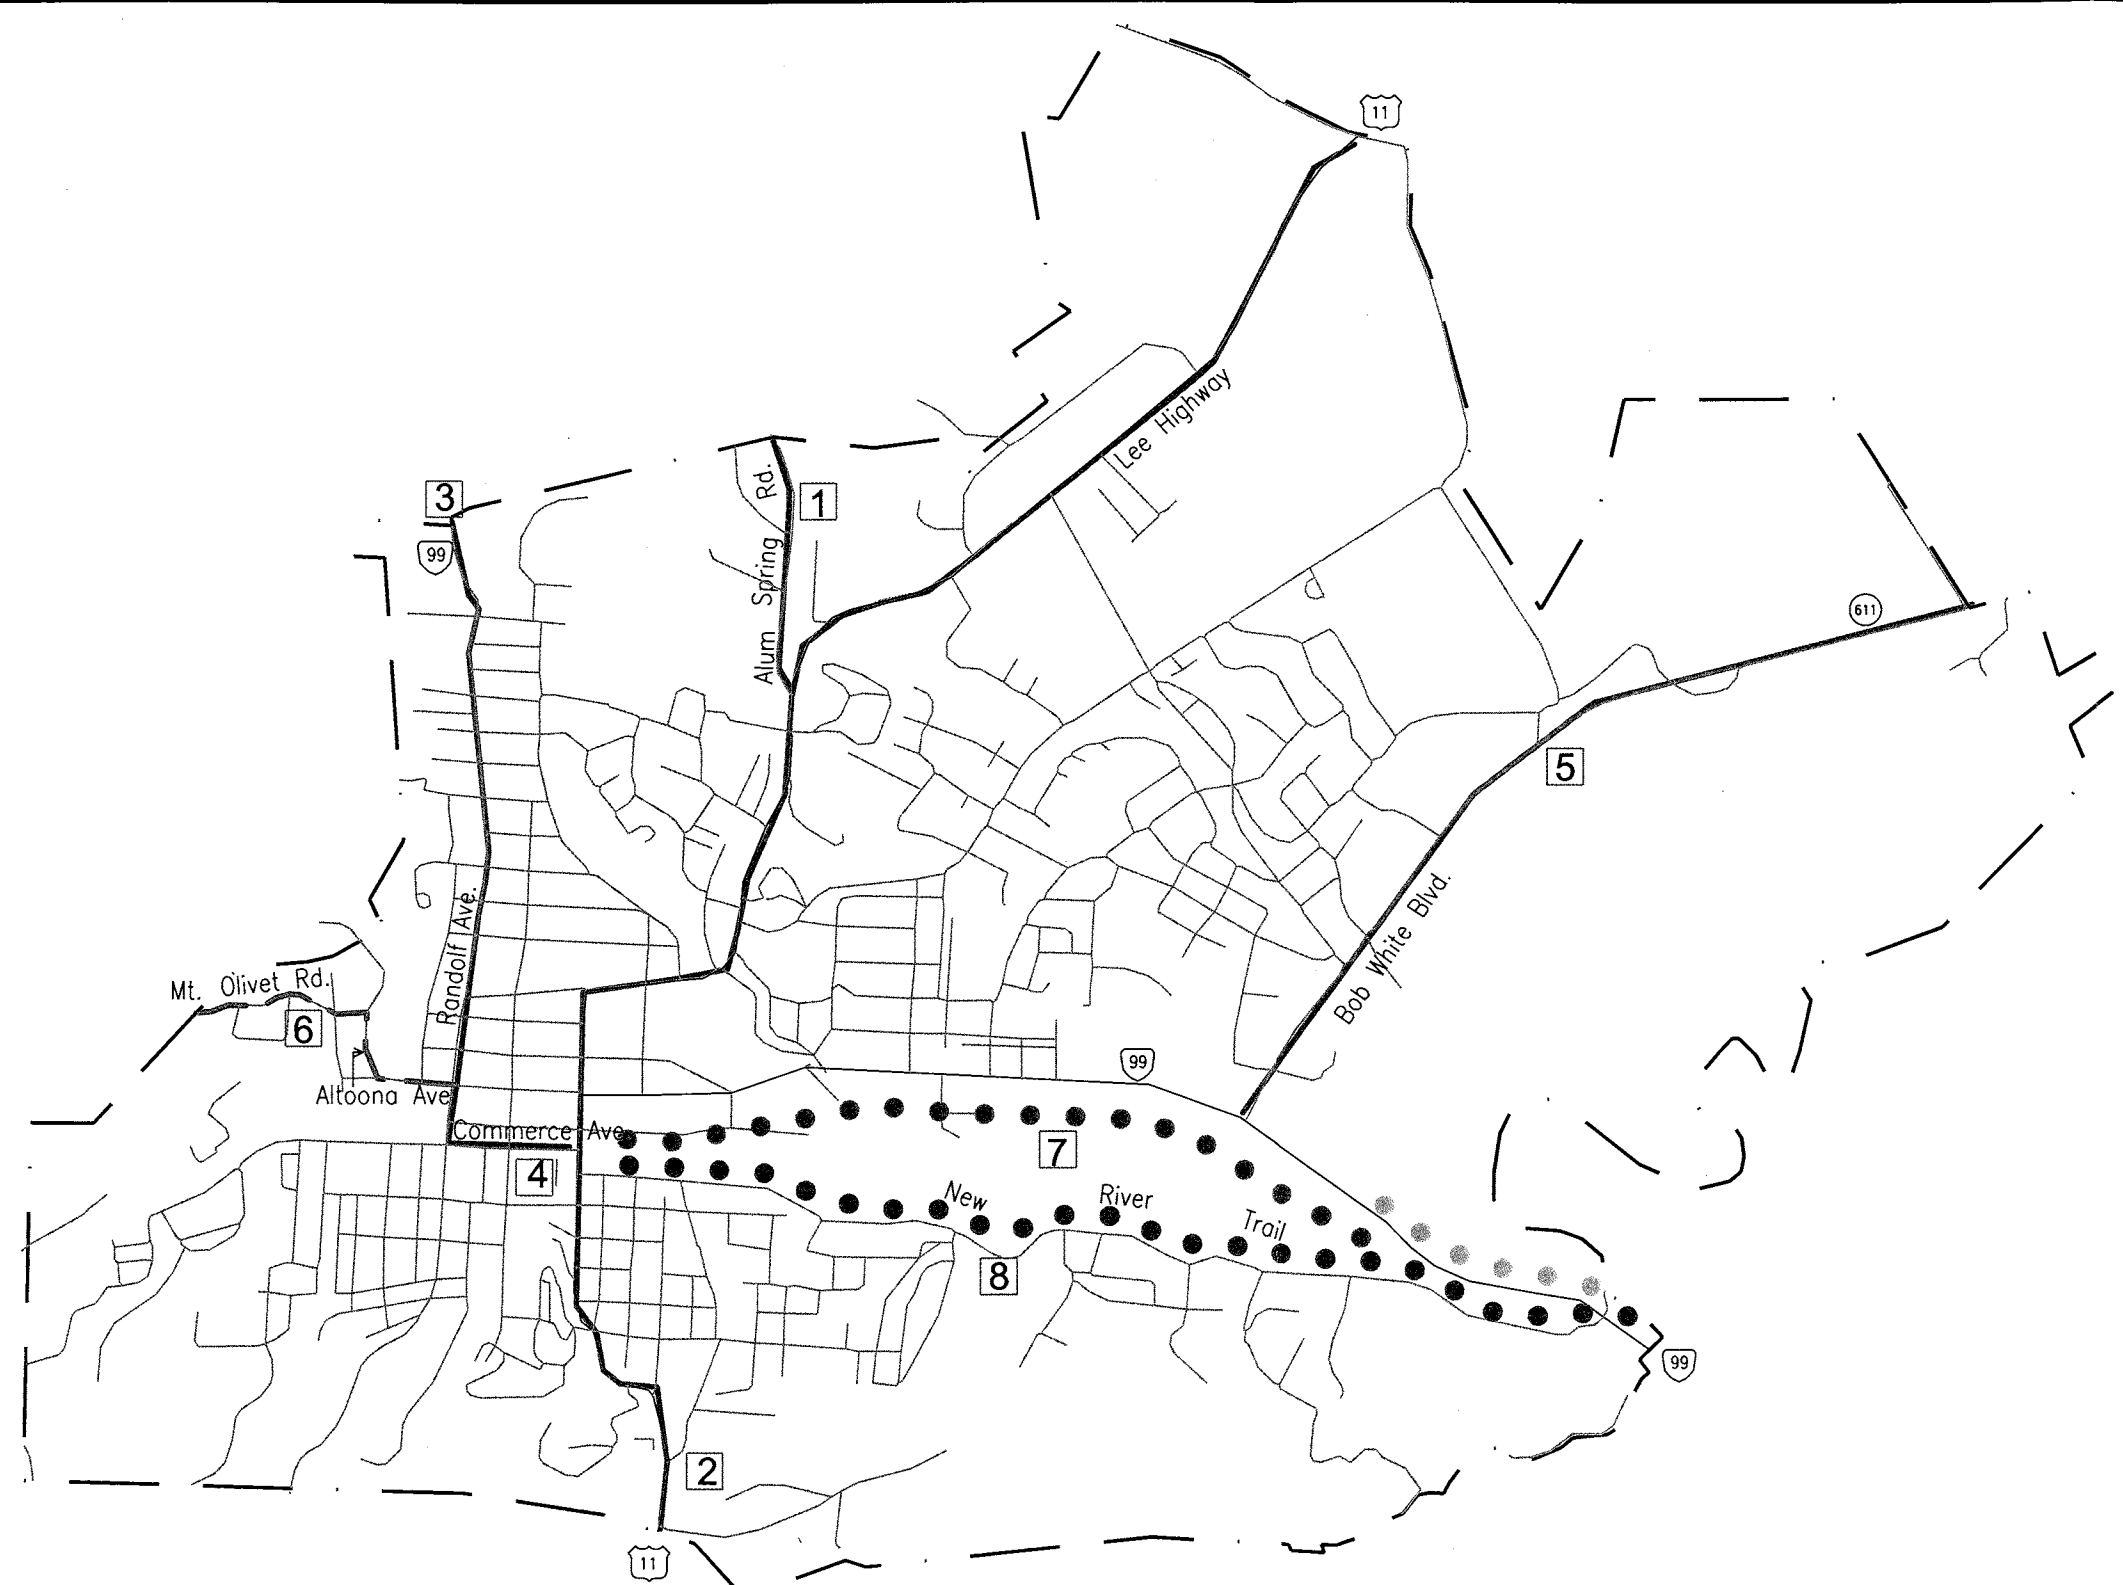 11
Lee Highway
3
Alum Spring Rd.
1
99
611
5
Randolf Ave.
Bob White Blvd.
Mt. Olivet Rd.
6
99
Altoona Ave
Commerce Ave
7
4
New River Trail
8
99
2
11